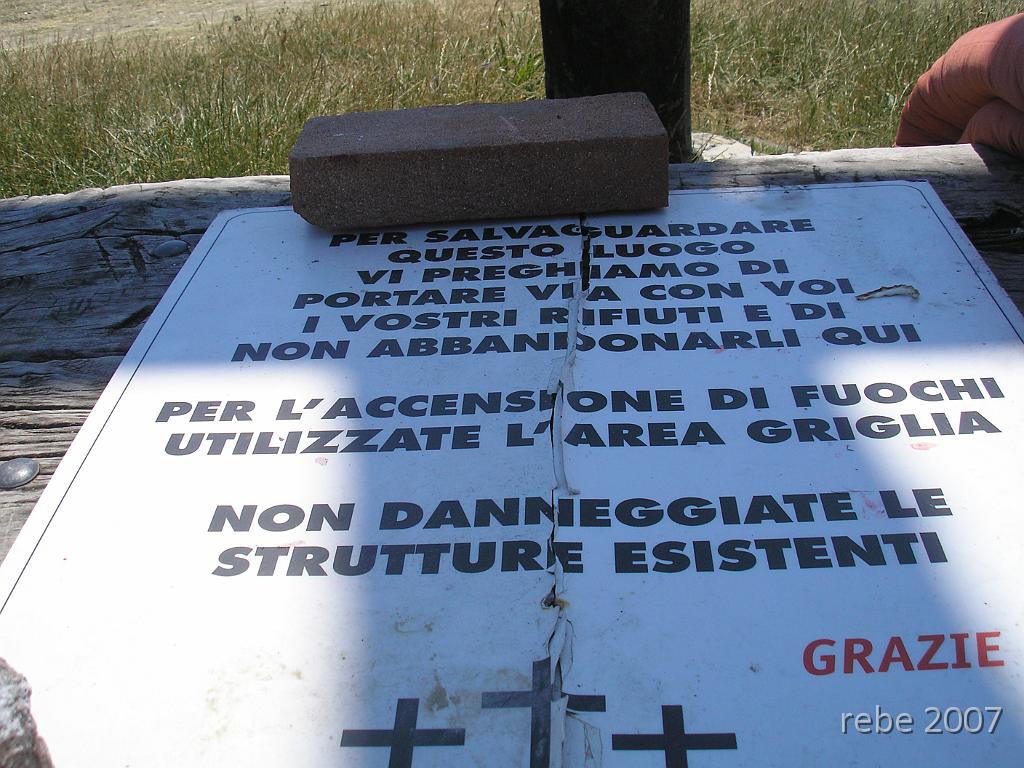 PER SALVAGUARDARE
QUESTO LUOGO
VI PREGHIAMO DI
PORTARE VIA CON VOI
I VOSTRI RIFIUTI E DI
NON ABBANDONARLI QUI
PER L'ACCENSIONE DI FUOCHI
UTILIZZATE L'AREA GRIGLIA
NON DANNEGGIATE LE
STRUTTURE ESISTENTI
GRAZIE
rebe 2007